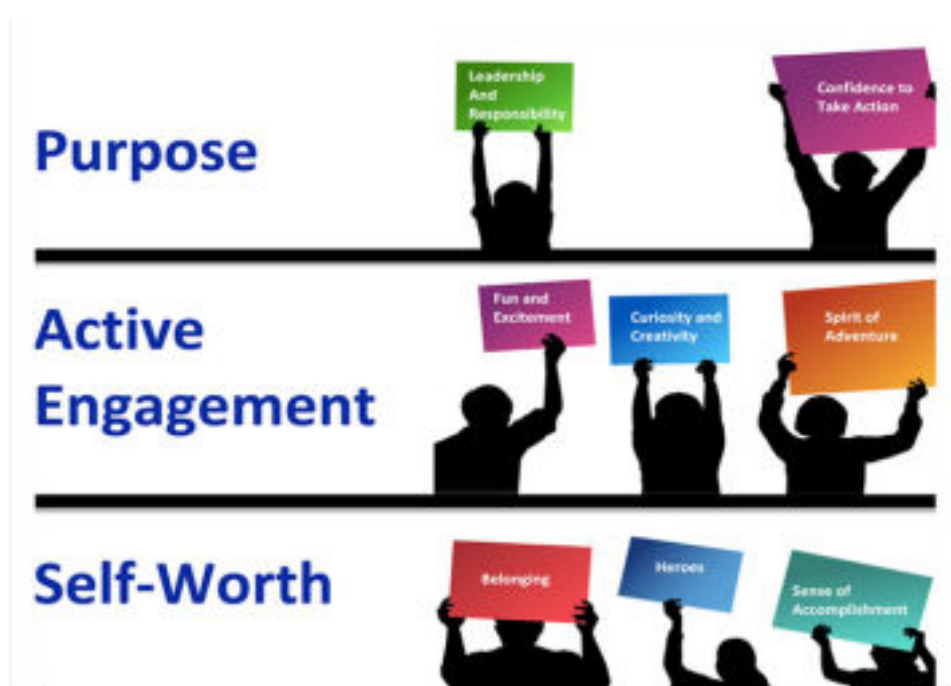 Purpose
Leadership
And
Responsibility
Confidence to
Take Action
Active
Engagement
Fun and
Excitement
Curiosity and
Creativity
Spirit of
Adventure
Self-Worth
Belonging
Heroes
Sense of
Accomplishment